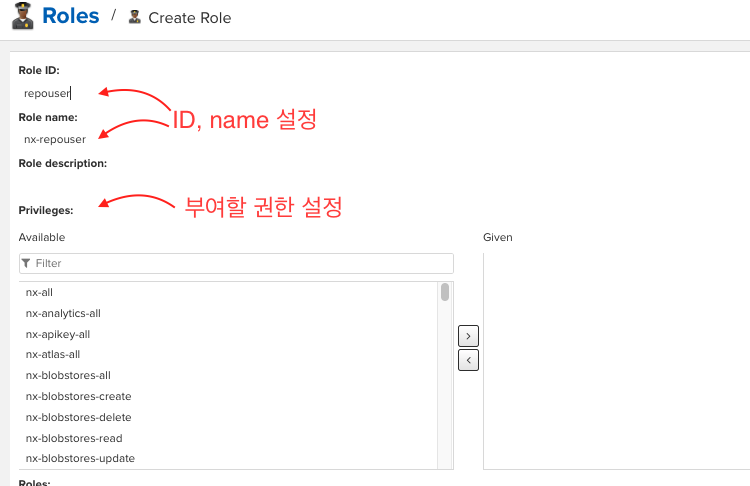 Roles / Create Role
Role ID:
repouser
ID, name 설정
Role name:
nx-repouser
Role description:
부여할 권한 설정
Privileges:
Available
Given
Filter
nx-all
nx-analytics-all
nx-apikey-all
nx-atlas-all
nx-blobstores-all
nx-blobstores-create
nx-blobstores-delete
nx-blobstores-read
nx-blobstores-update
Roles: